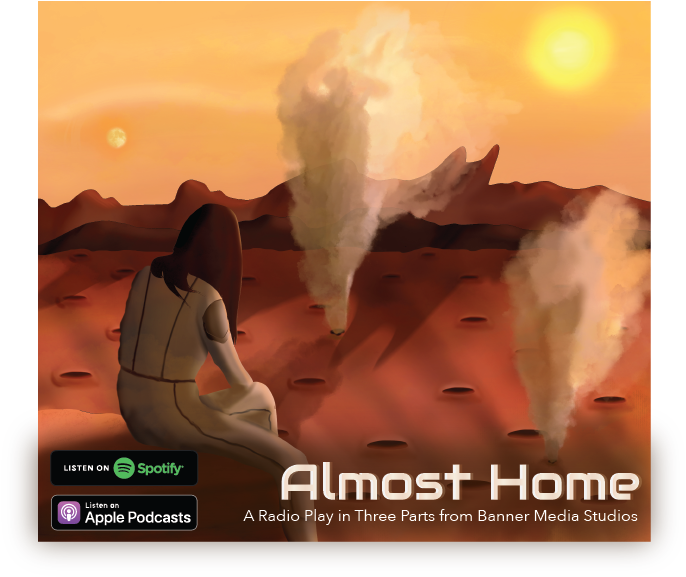 LISTEN ON Spotify
Listen on
Apple Podcasts
Almost Home
A Radio Play in Three Parts from Banner Media Studios